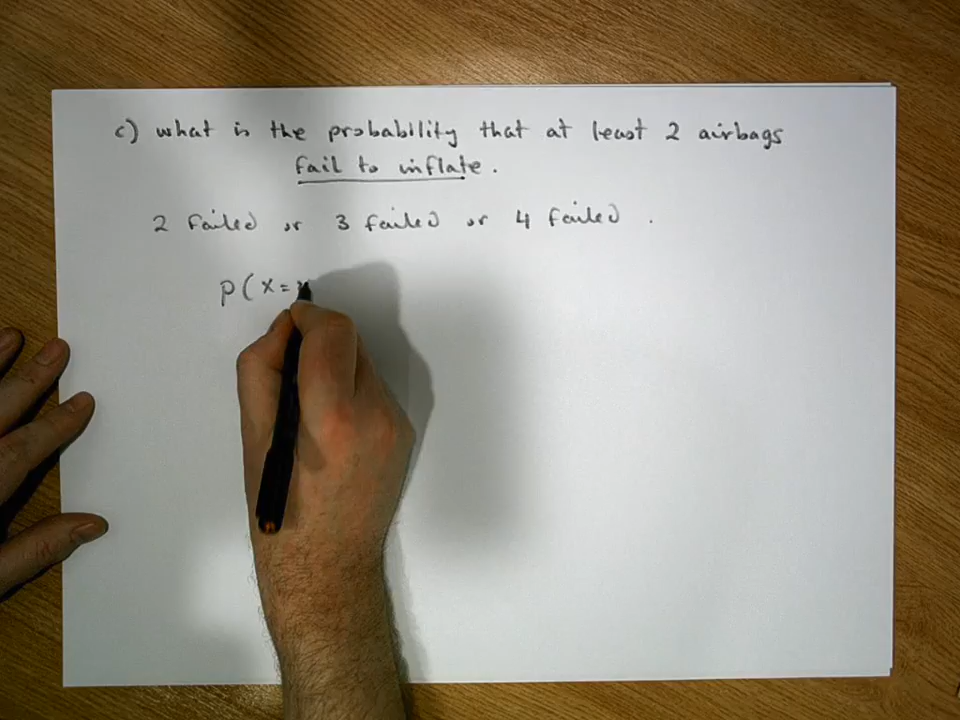 c) what is the probability that at least 2 airbags
fail to inflate.
2 failed or 3 failed or 4 failed .
P(X=